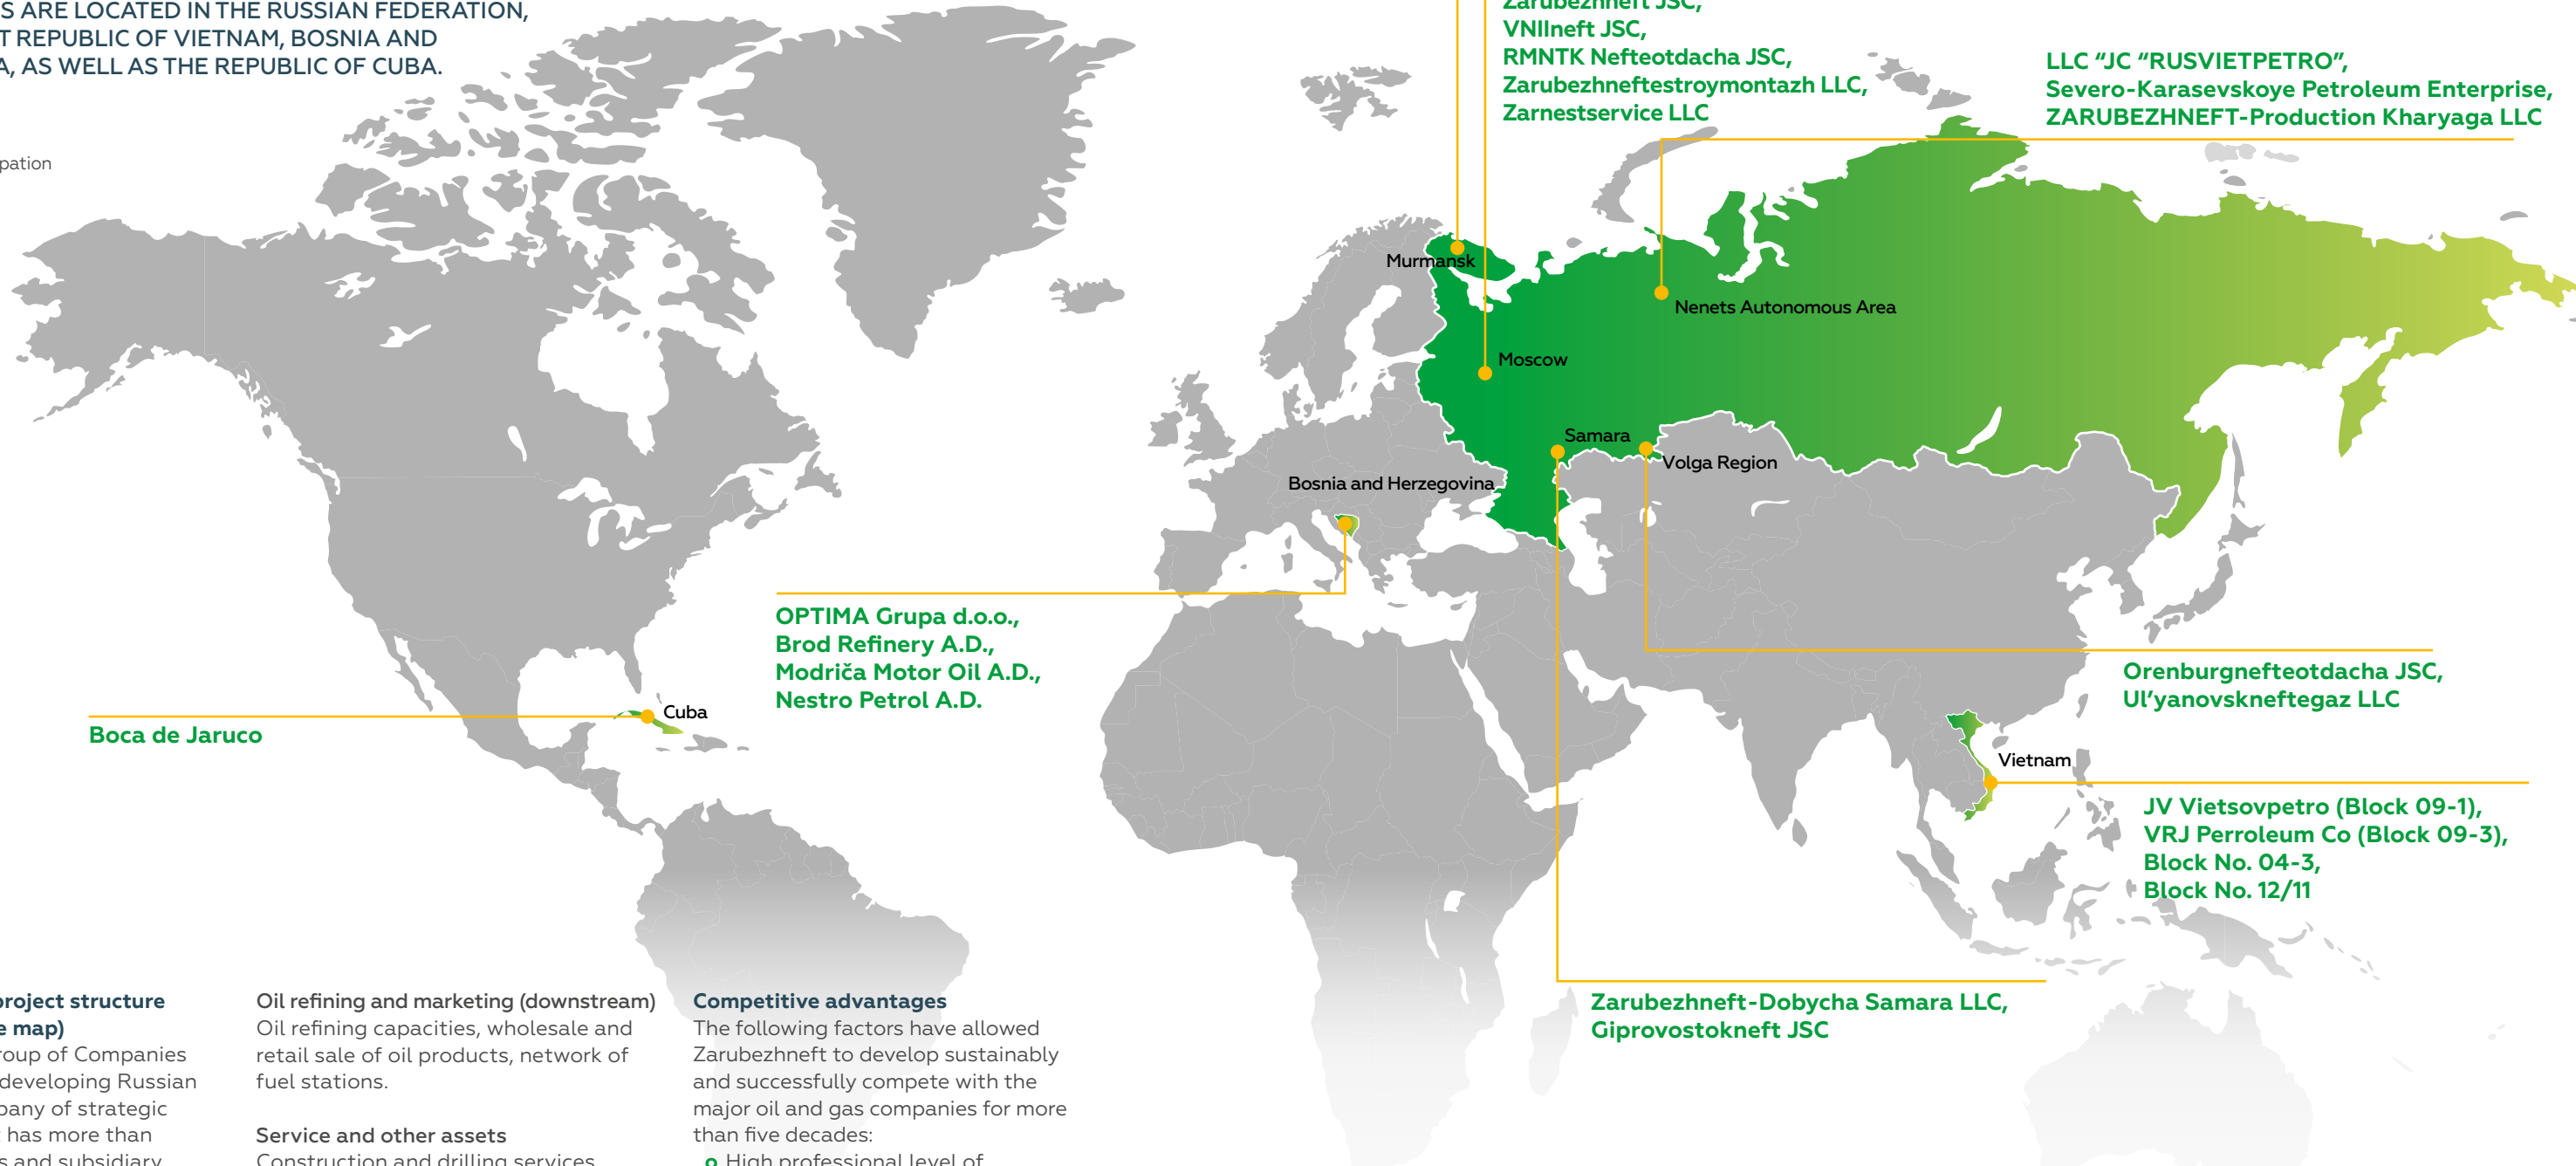 S ARE LOCATED IN THE RUSSIAN FEDERATION,
T REPUBLIC OF VIETNAM, BOSNIA AND
A, AS WELL AS THE REPUBLIC OF CUBA.
pation
Zarubezhneft JSC,
VNIIneft JSC,
RMNTK Nefteotdacha JSC,
Zarubezhneftestroymontazh LLC,
Zarnestservice LLC
LLC “JC “RUSVIETPETRO”,
Severo-Karasevskoye Petroleum Enterprise,
ZARUBEZHNEFT-Production Kharyaga LLC
Murmansk
Nenets Autonomous Area
Moscow
Samara
Volga Region
Bosnia and Herzegovina
OPTIMA Grupa d.o.o.,
Brod Refinery A.D.,
Modriča Motor Oil A.D.,
Nestro Petrol A.D.
Cuba
Boca de Jaruco
Orenburgnefteotdacha JSC,
Ul’yanovskneftegaz LLC
Vietnam
JV Vietsovpetro (Block 09-1),
VRJ Perroleum Co (Block 09-3),
Block No. 04-3,
Block No. 12/11
Zarubezhneft-Dobycha Samara LLC,
Giprovostokneft JSC
project structure
e map)
roup of Companies
developing Russian
pany of strategic
t has more than
s and subsidiary
Oil refining and marketing (downstream)
Oil refining capacities, wholesale and
retail sale of oil products, network of
fuel stations.
Service and other assets
Construction and drilling services
Competitive advantages
The following factors have allowed
Zarubezhneft to develop sustainably
and successfully compete with the
major oil and gas companies for more
than five decades:
High professional level of